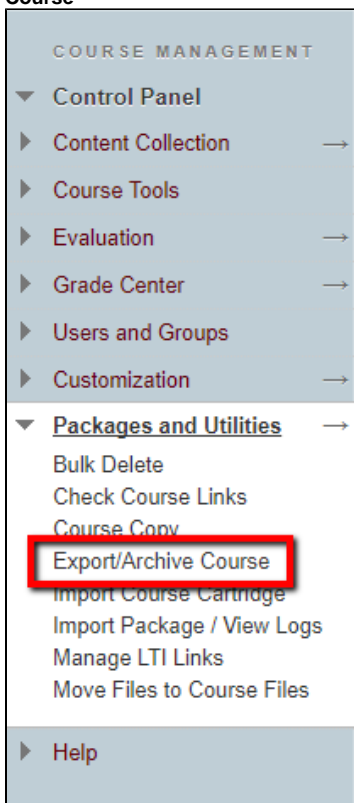 Course
COURSE MANAGEMENT
Control Panel
Content Collection
Course Tools
Evaluation
Grade Center
Users and Groups
Customization
Packages and Utilities
Bulk Delete
Check Course Links
Course Copy
Export/Archive Course
Import Course Cartridge
Import Package / View Logs
Manage LTI Links
Move Files to Course Files
Help